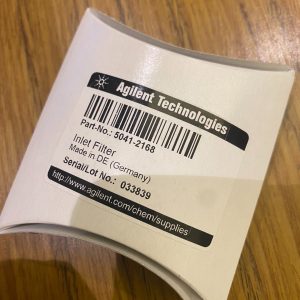 Agilent Technologies
Part-No.: 5041-2168
Inlet Filter
Made in DE (Germany)
Serial/Lot No.: 033839
http://www.agilent.com/chem/supplies